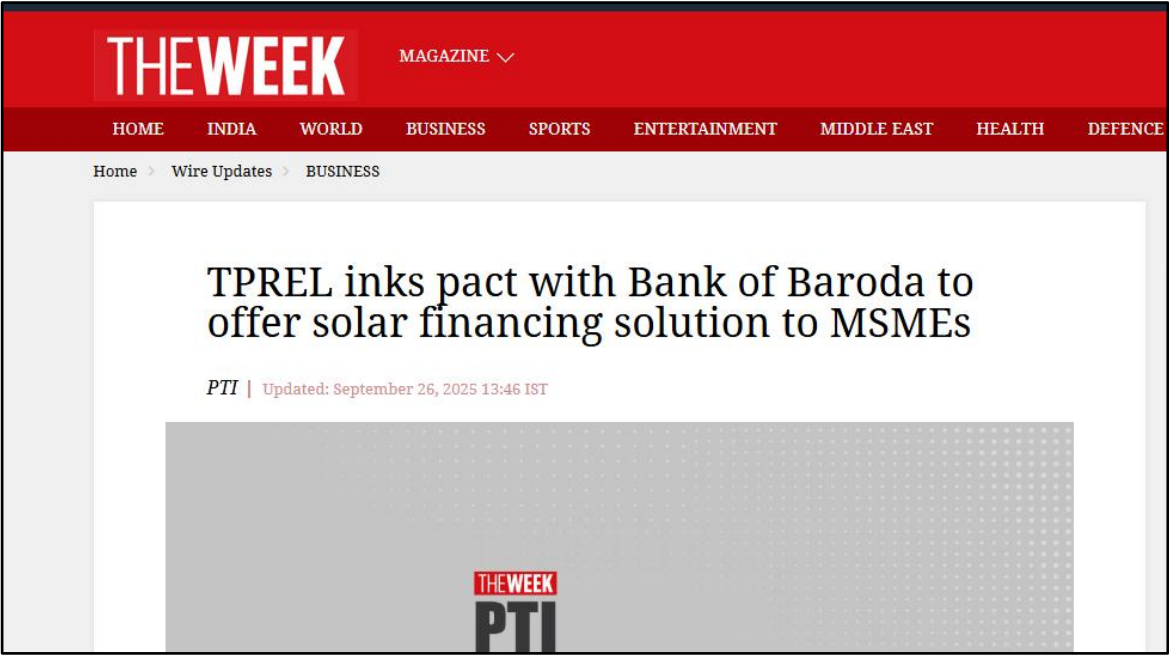 THEWEEK
MAGAZINE
HOME INDIA WORLD BUSINESS SPORTS ENTERTAINMENT MIDDLE EAST HEALTH DEFENCE
Home > Wire Updates > BUSINESS
TPREL inks pact with Bank of Baroda to
offer solar financing solution to MSMEs
PTI | Updated: September 26, 2025 13:46 IST
THEWEEK
PTI